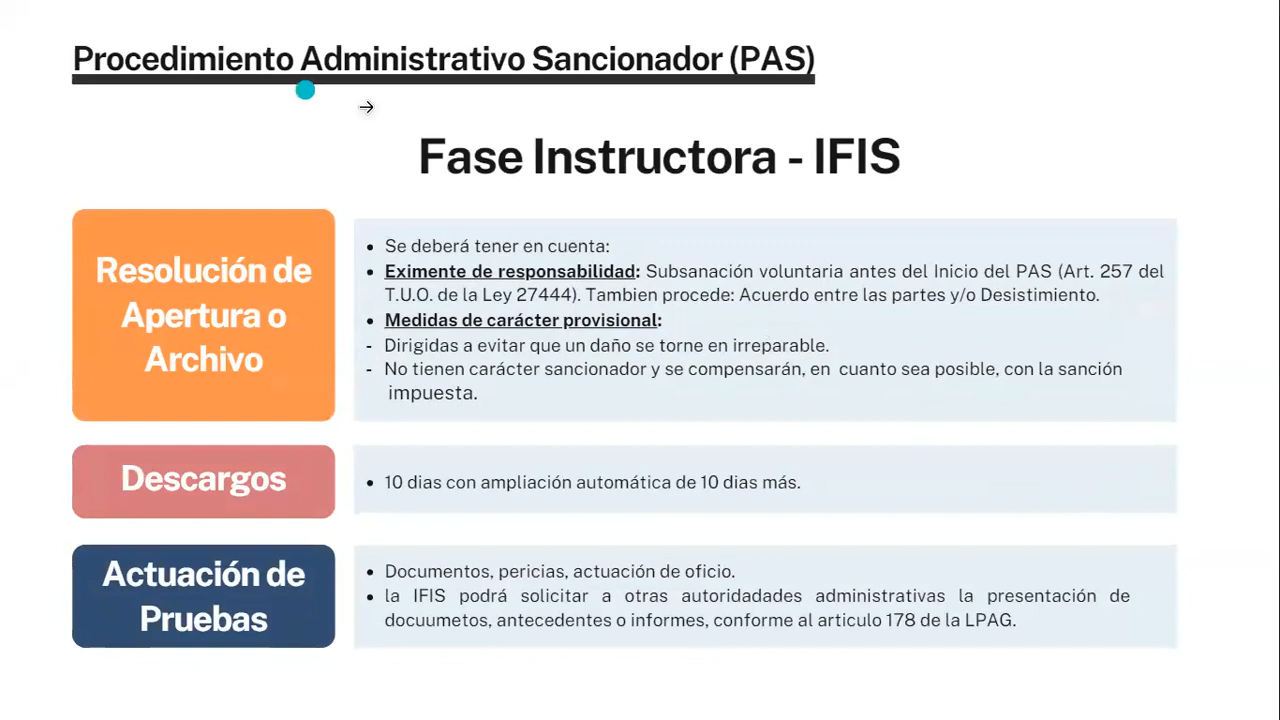 Procedimiento Administrativo Sancionador (PAS)
Fase Instructora - IFIS
Resolución de
Apertura o
Archivo
• Se deberá tener en cuenta:
• Eximente de responsabilidad: Subsanación voluntaria antes del Inicio del PAS (Art. 257 del
T.U.O. de la Ley 27444). Tambien procede: Acuerdo entre las partes y/o Desistimiento.
• Medidas de carácter provisional:
- Dirigidas a evitar que un daño se torne en irreparable.
- No tienen carácter sancionador y se compensarán, en cuanto sea posible, con la sanción
impuesta.
Descargos
• 10 dias con ampliación automática de 10 dias más.
Actuación de
Pruebas
• Documentos, pericias, actuación de oficio.
• la IFIS podrá solicitar a otras autoridadades administrativas la presentación de
docuumetos, antecedentes o informes, conforme al articulo 178 de la LPAG.